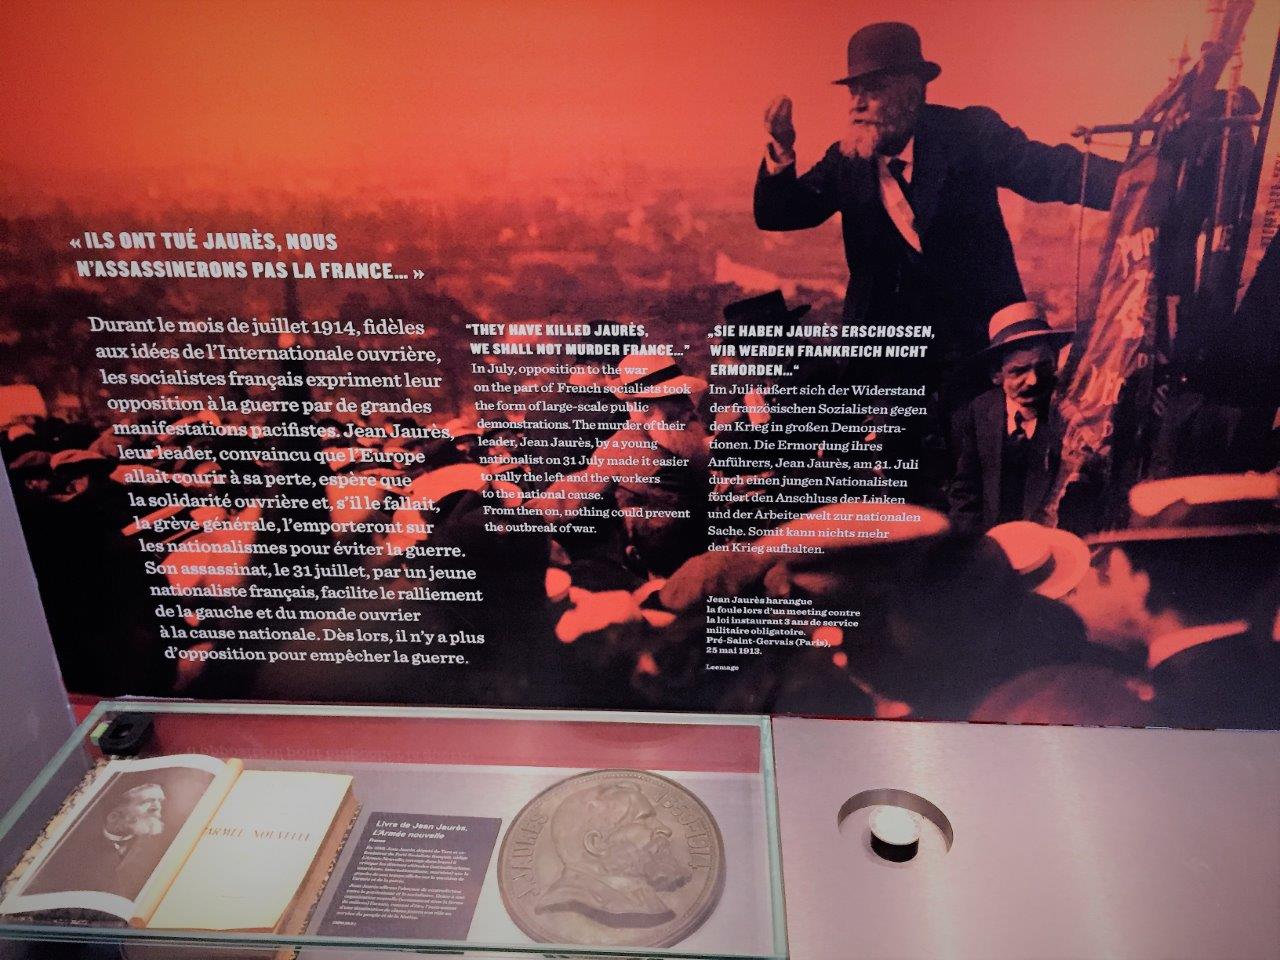 « ILS ONT TUÉ JAURÈS, NOUS
N'ASSASSINERONS PAS LA FRANCE... »
Durant le mois de juillet 1914, fidèles
aux idées de l'Internationale ouvrière,
les socialistes français expriment leur
opposition à la guerre par de grandes
manifestations pacifistes. Jean Jaurès,
leur leader, convaincu que l'Europe
allait courir à sa perte, espère que
la solidarité ouvrière et, s'il le fallait,
la grève générale, l'emporteront sur
les nationalismes pour éviter la guerre.
Son assassinat, le 31 juillet, par un jeune
nationaliste français, facilite le ralliement
de la gauche et du monde ouvrier
à la cause nationale. Dès lors, il n'y a plus
d'opposition pour empêcher la guerre.
"THEY HAVE KILLED JAURÈS,
WE SHALL NOT MURDER FRANCE..."
In July, opposition to the war
on the part of French socialists took
the form of large-scale public
demonstrations. The murder of their
leader, Jean Jaurès, by a young
nationalist on 31 July made it easier
to rally the left and the workers
to the national cause.
From then on, nothing could prevent
the outbreak of war.
„SIE HABEN JAURÈS ERSCHOSSEN,
WIR WERDEN FRANKREICH NICHT
ERMORDEN..."
Im Juli äußert sich der Widerstand
der französischen Sozialisten gegen
den Krieg in großen Demonstra-
tionen. Die Ermordung ihres
Anführers, Jean Jaurès, am 31. Juli
durch einen jungen Nationalisten
fördert den Anschluss der Linken
und der Arbeiterwelt zur nationalen
Sache. Somit kann nichts mehr
den Krieg aufhalten.
Jean Jaurès harangue
la foule lors d'un meeting contre
la loi instaurant 3 ans de service
militaire obligatoire.
Pré-Saint-Gervais (Paris),
25 mai 1913.
Leemage
ARMÉE NOUVELLE
Livre de Jean Jaurès,
L'Armée nouvelle
France
JAURÈS 1859-1914